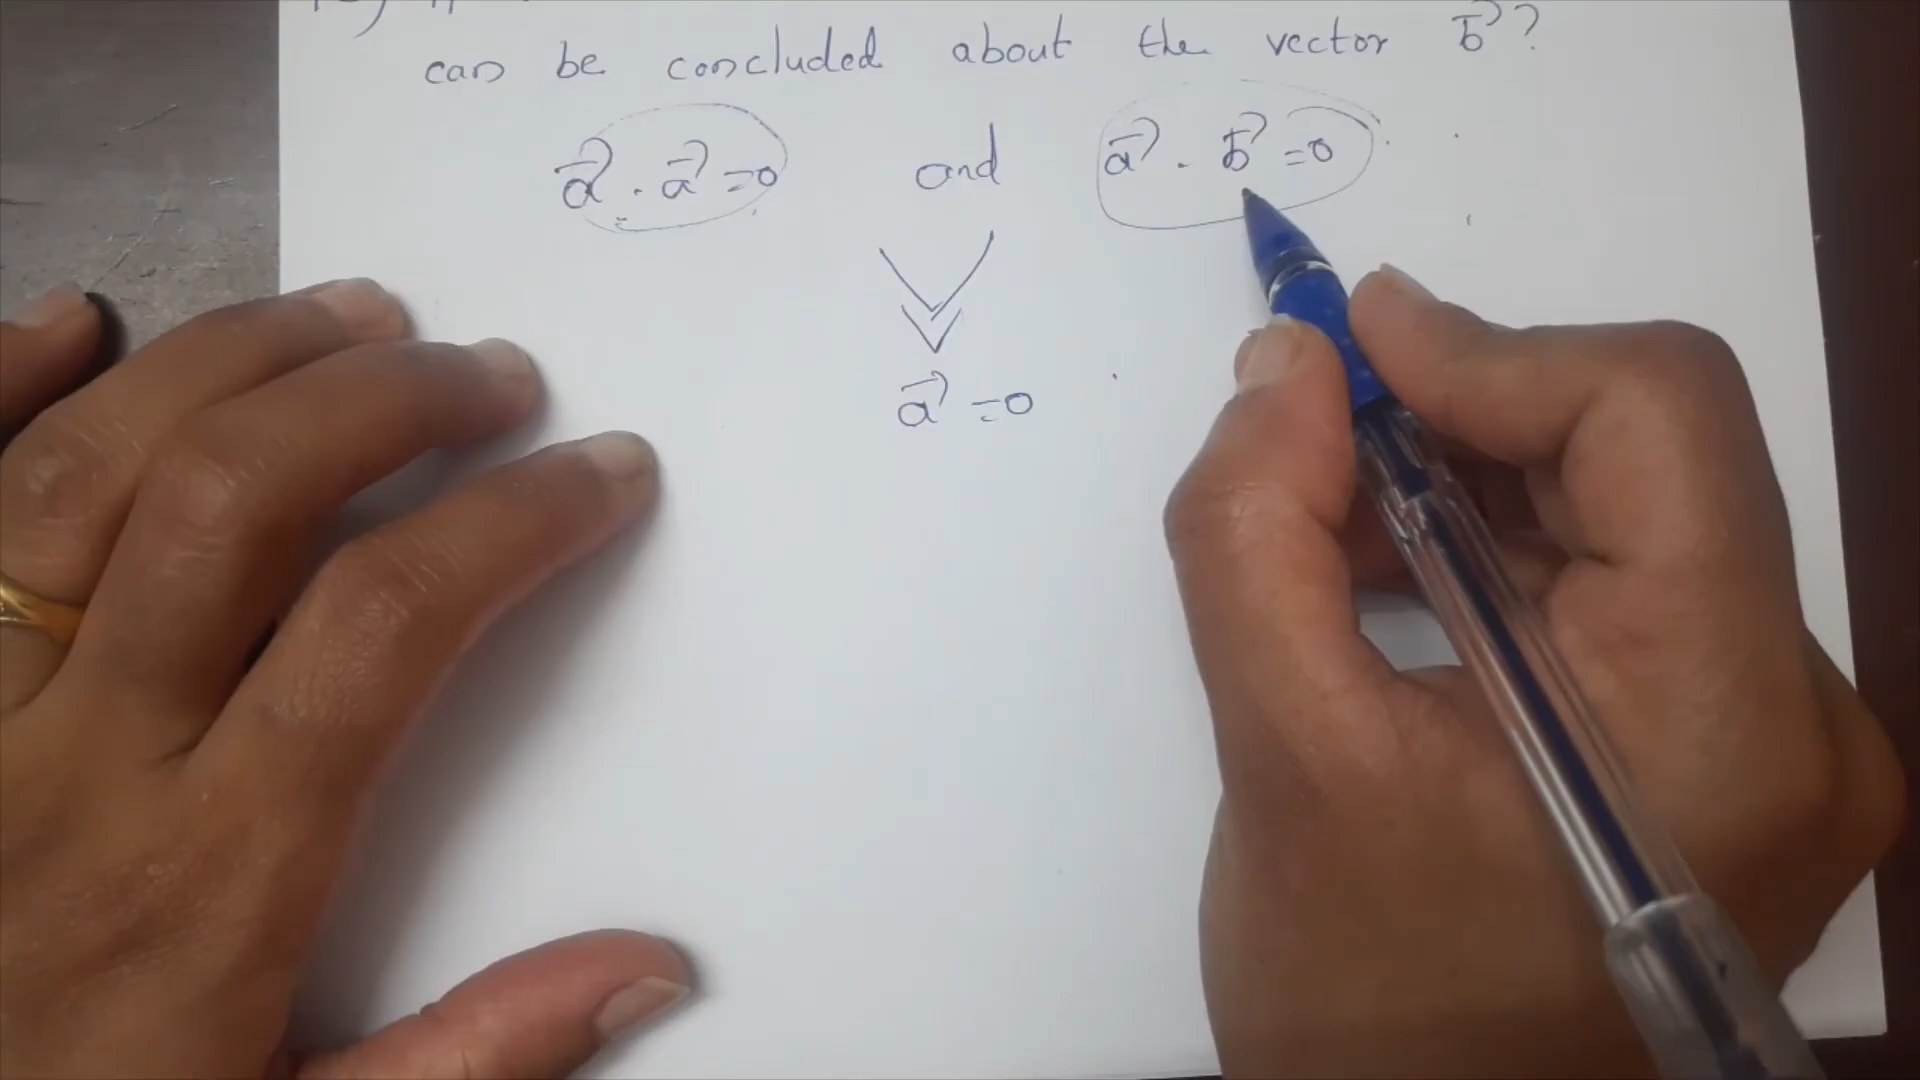 can be concluded about the vector b⃗?
a⃗ . a⃗ =0 and a⃗ . b⃗ =0
a⃗ =0